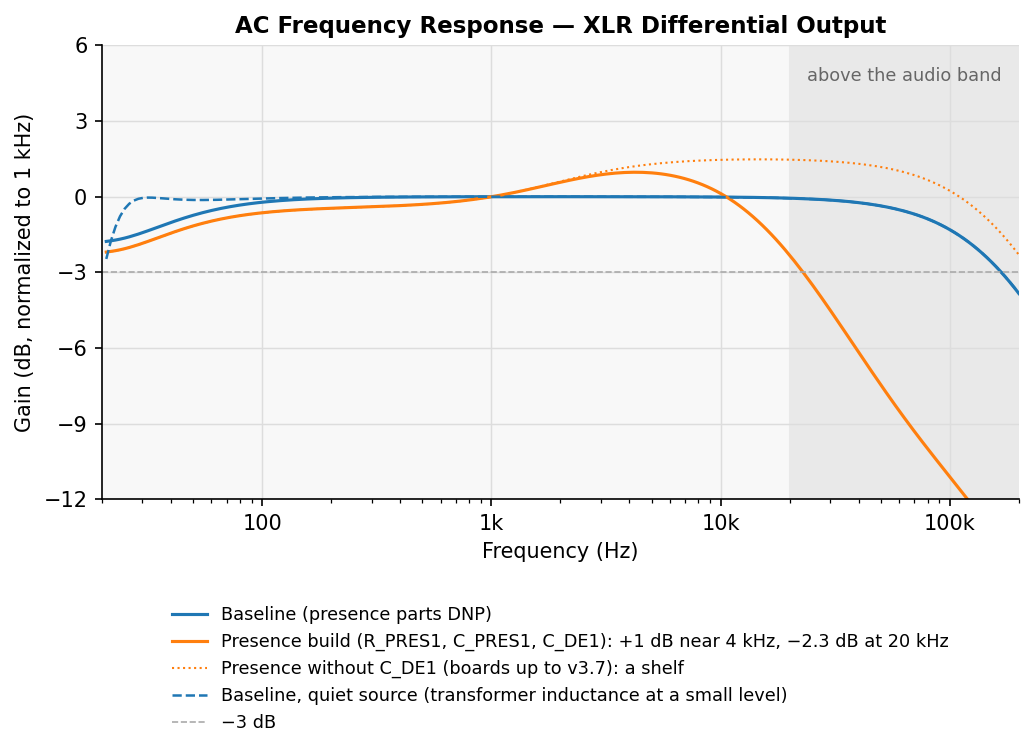 AC Frequency Response — XLR Differential Output
6
above the audio band
3
0
−3
−6
−9
−12
Gain (dB, normalized to 1 kHz)
100 1k 10k 100k
Frequency (Hz)
Baseline (presence parts DNP)
Presence build (R_PRES1, C_PRES1, C_DE1): +1 dB near 4 kHz, −2.3 dB at 20 kHz
Presence without C_DE1 (boards up to v3.7): a shelf
Baseline, quiet source (transformer inductance at a small level)
−3 dB